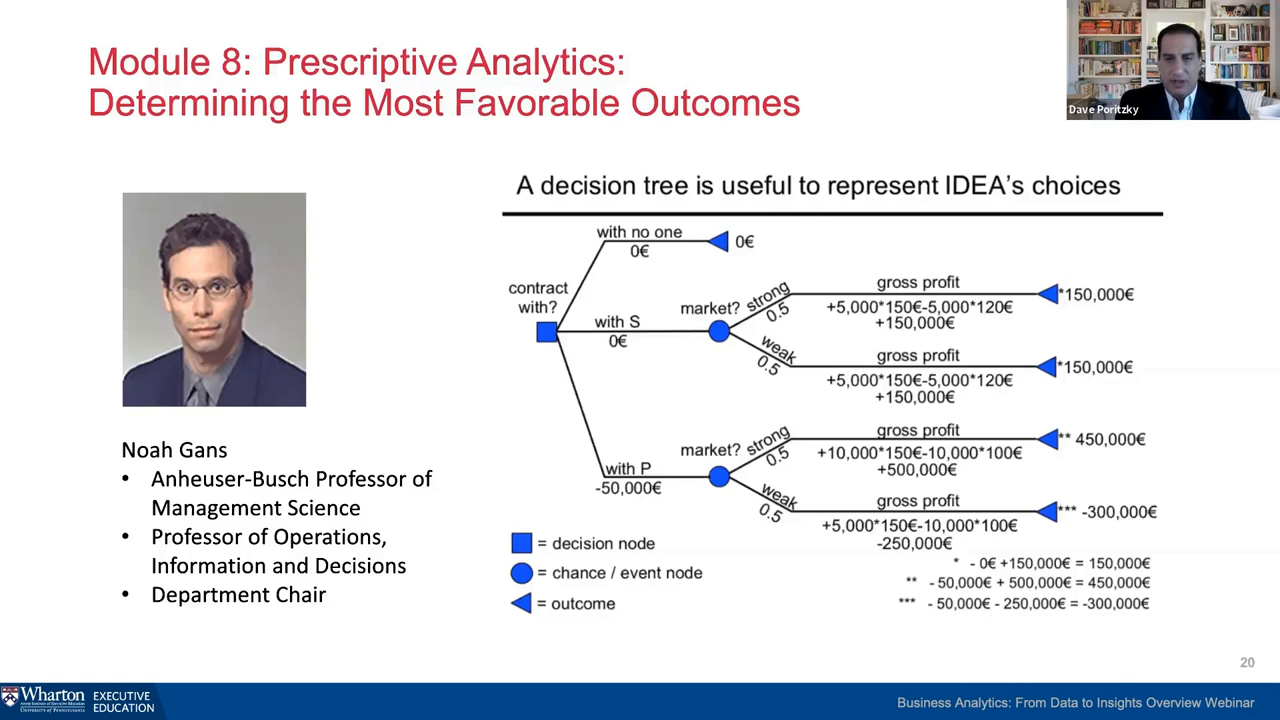 Module 8: Prescriptive Analytics:
Determining the Most Favorable Outcomes
Dave Poritzky
A decision tree is useful to represent IDEA's choices
contract
with?
with no one
0€
0€
with S
0€
market?
strong
0.5
gross profit
+5,000*150€-5,000*120€
+150,000€
*150,000€
weak
0.5
gross profit
+5,000*150€-5,000*120€
+150,000€
*150,000€
with P
-50,000€
market?
strong
0.5
gross profit
+10,000*150€-10,000*100€
+500,000€
** 450,000€
weak
0.5
gross profit
+5,000*150€-10,000*100€
-250,000€
*** -300,000€
= decision node
= chance / event node
= outcome
* - 0€ +150,000€ = 150,000€
** - 50,000€ + 500,000€ = 450,000€
*** - 50,000€ - 250,000€ = -300,000€
Noah Gans
• Anheuser-Busch Professor of
Management Science
• Professor of Operations,
Information and Decisions
• Department Chair
20
Wharton
UNIVERSITY OF PENNSYLVANIA
EXECUTIVE
EDUCATION
Business Analytics: From Data to Insights Overview Webinar